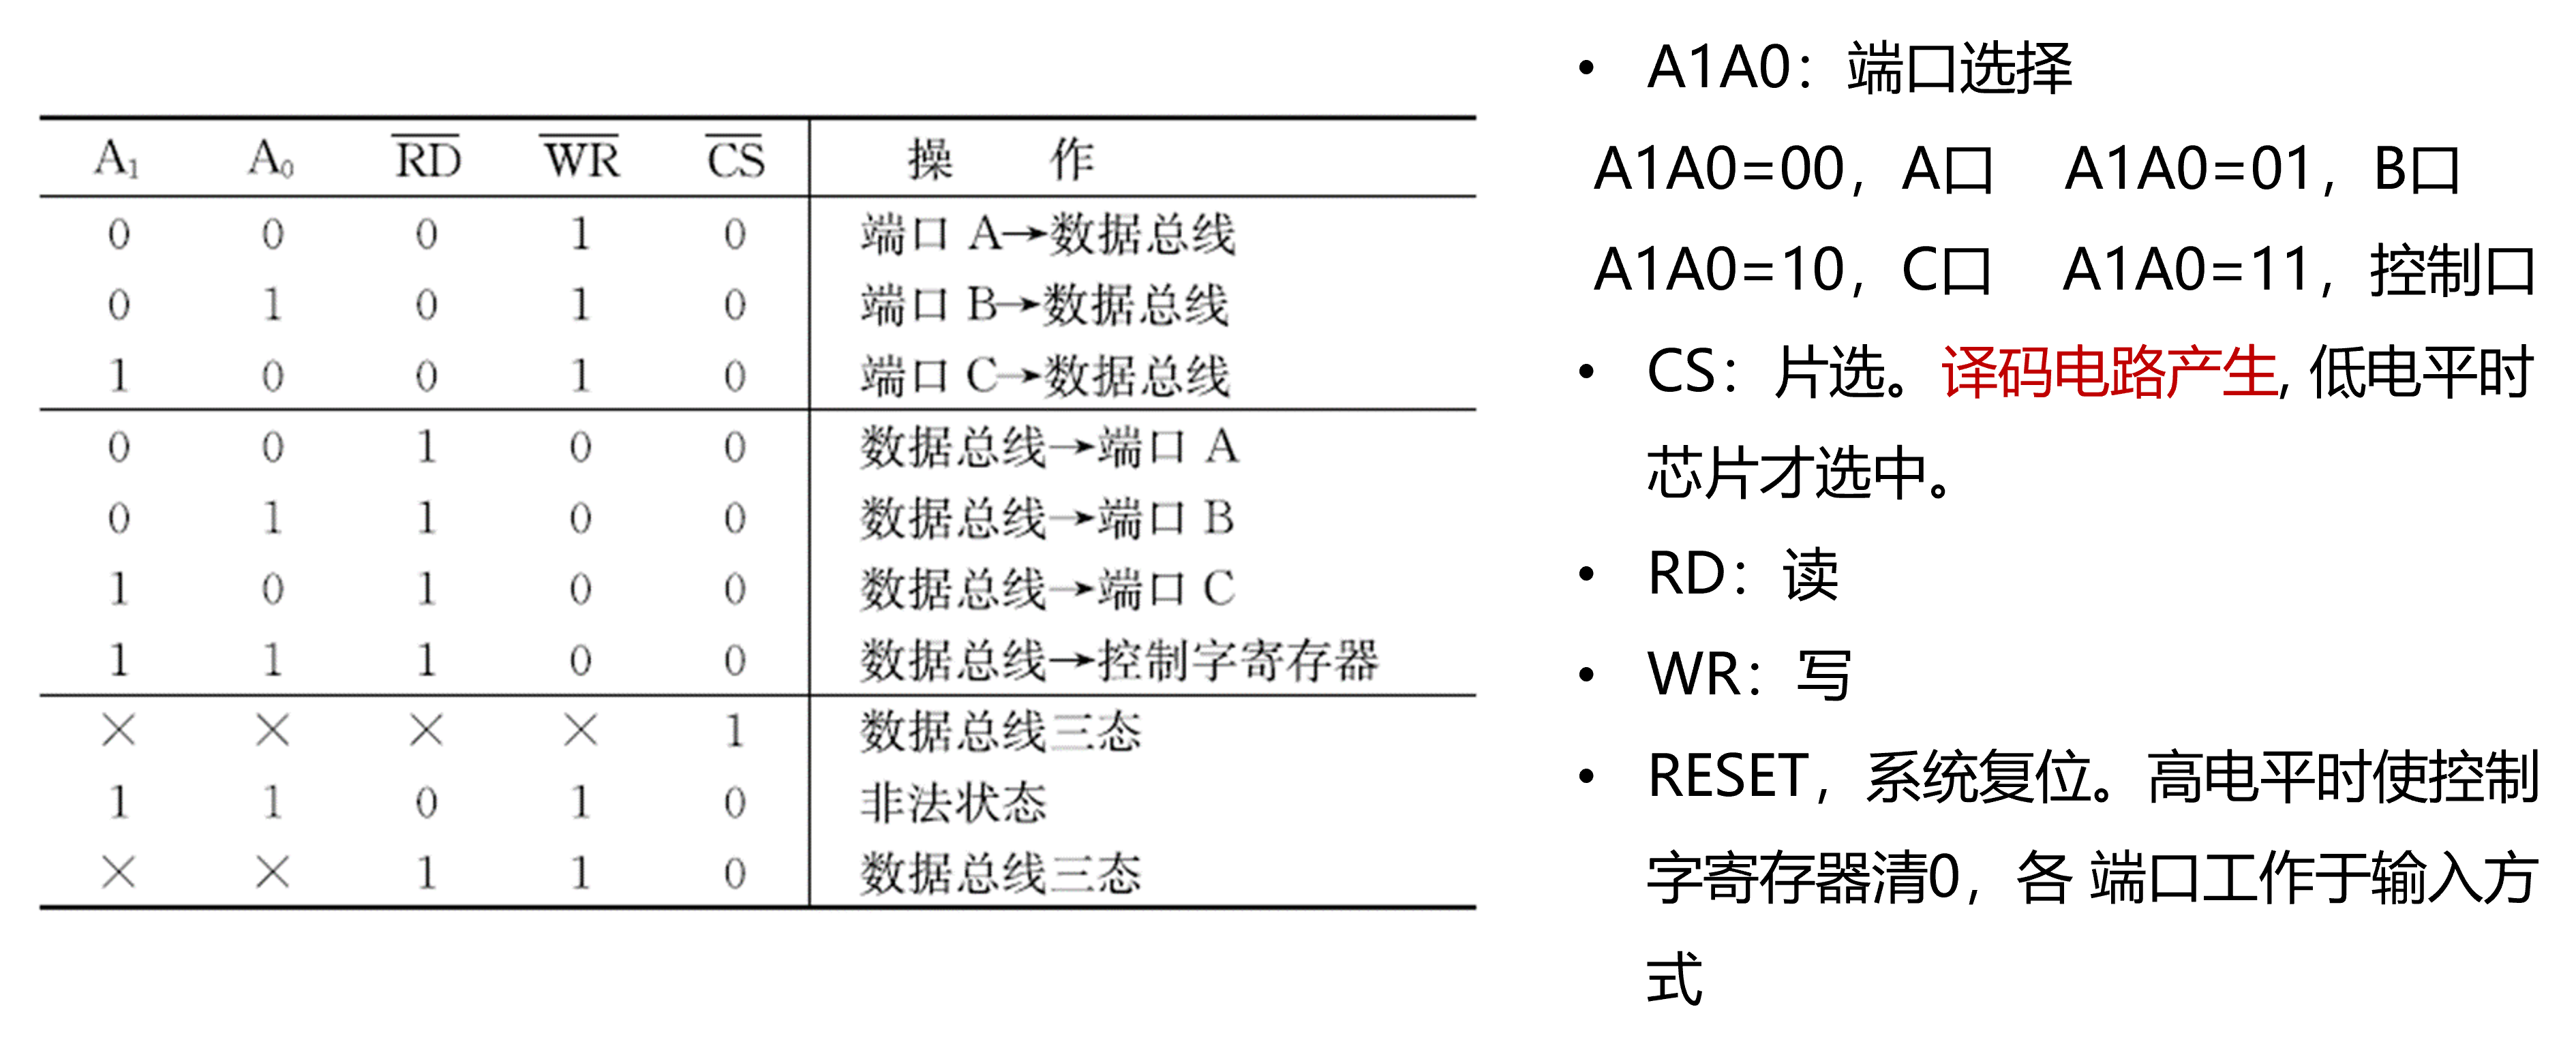 A₁ A₀ R̅D̅ W̅R̅ C̅S̅ 操 作
0 0 0 1 0 端口 A→数据总线
0 1 0 1 0 端口 B→数据总线
1 0 0 1 0 端口 C→数据总线
0 0 1 0 0 数据总线→端口 A
0 1 1 0 0 数据总线→端口 B
1 0 1 0 0 数据总线→端口 C
1 1 1 0 0 数据总线→控制字寄存器
× × × × 1 数据总线三态
1 1 0 1 0 非法状态
× × 1 1 0 数据总线三态
• A1A0：端口选择
A1A0=00，A口 A1A0=01，B口
A1A0=10，C口 A1A0=11，控制口
• CS：片选。译码电路产生, 低电平时
芯片才选中。
• RD：读
• WR：写
• RESET，系统复位。高电平时使控制
字寄存器清0，各 端口工作于输入方
式